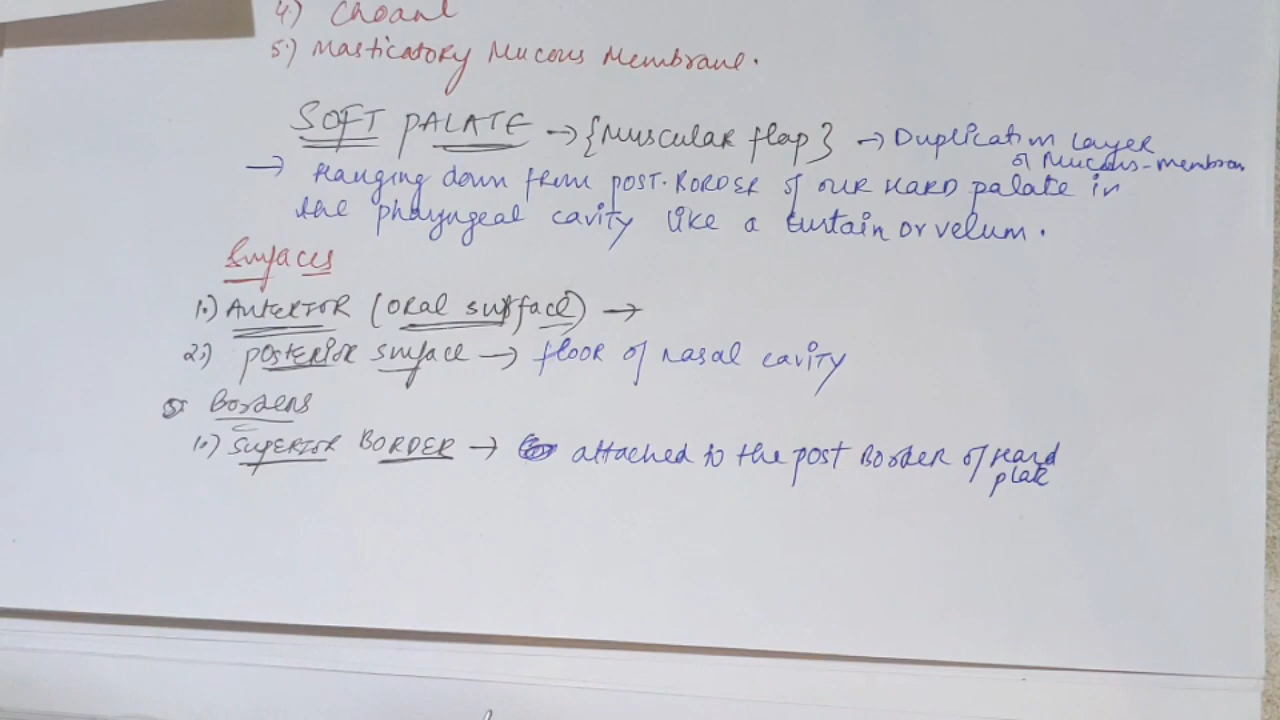 4.) Choanl
5.) Masticatory Mucous Membrane.
SOFT PALATE → {Muscular flap} → Duplication Layer
of Mucous-membran
→ Hanging down from POST. BORDER of our HARD palate in
the pharyngeal cavity like a curtain or velum.
Surfaces
1.) ANTERIOR (Oral surface) →
2.) POSTERIOR surface → floor of nasal cavity
Borders
1.) SUPERIOR BORDER → attached to the post Border of Hard
plate